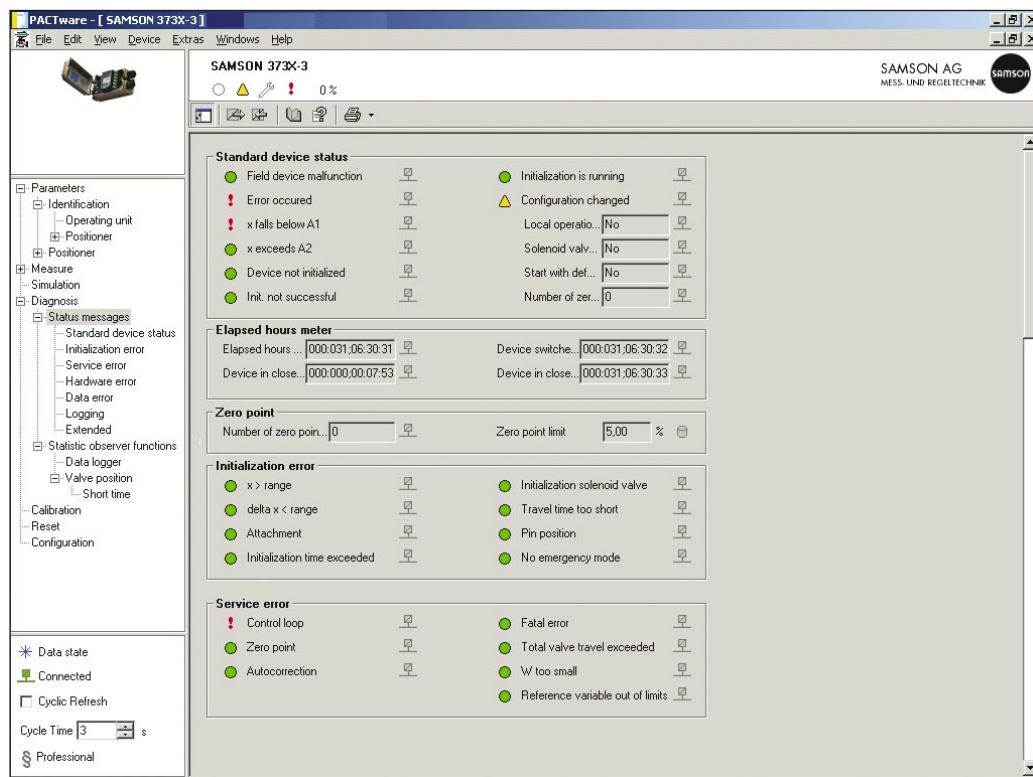 PACTware - [ SAMSON 373X-3 ]
File Edit View Device Extras Windows Help
SAMSON 373X-3
0 %
SAMSON AG
MESS- UND REGELTECHNIK
samson
Parameters
Identification
Operating unit
Positioner
Positioner
Measure
Simulation
Diagnosis
Status messages
Standard device status
Initialization error
Service error
Hardware error
Data error
Logging
Extended
Statistic observer functions
Data logger
Valve position
Short time
Calibration
Reset
Configuration
Data state
Connected
Cyclic Refresh
Cycle Time 3 s
§ Professional
Standard device status
Field device malfunction Initialization is running
Error occured Configuration changed
x falls below A1 Local operatio... No
x exceeds A2 Solenoid valv... No
Device not initialized Start with def... No
Init. not successful Number of zer... 0
Elapsed hours meter
Elapsed hours ... 000:031;06:30:31 Device switche... 000:031;06:30:32
Device in close... 000:000;00:07:53 Device in close... 000:031;06:30:33
Zero point
Number of zero poin... 0 Zero point limit 5,00 %
Initialization error
x > range Initialization solenoid valve
delta x < range Travel time too short
Attachment Pin position
Initialization time exceeded No emergency mode
Service error
Control loop Fatal error
Zero point Total valve travel exceeded
Autocorrection W too small
Reference variable out of limits